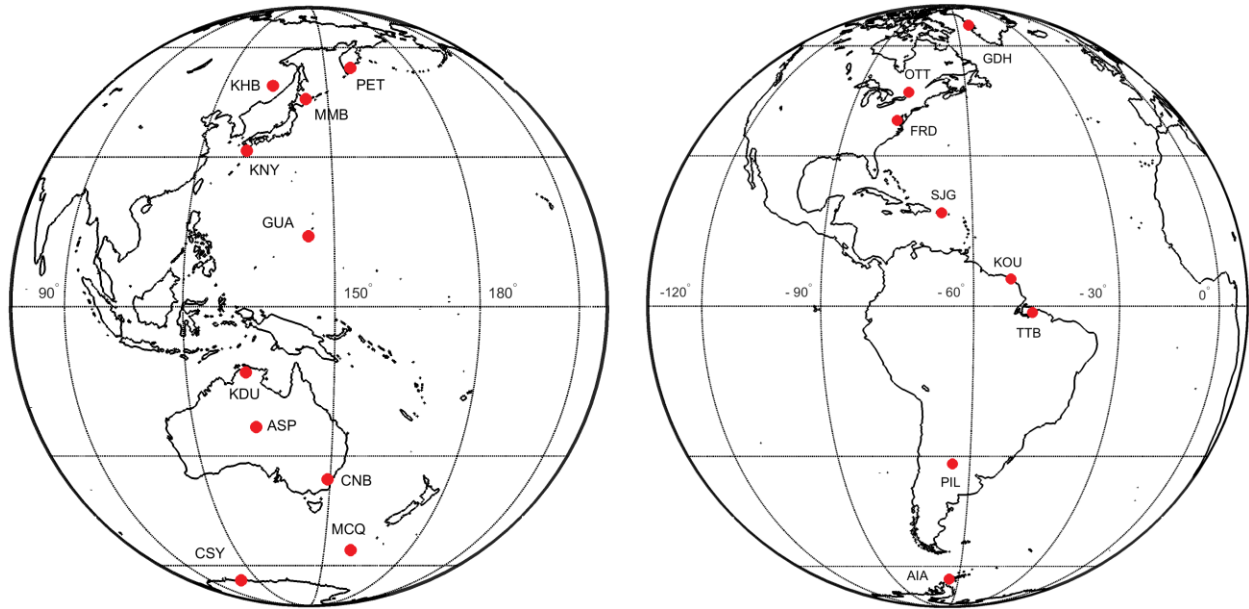 KHB
PET
MMB
KNY
GUA
90°
150°
180°
KDU
ASP
CNB
MCQ
CSY
GDH
OTT
FRD
SJG
KOU
-120°
-90°
-60°
-30°
0°
TTB
PIL
AIA